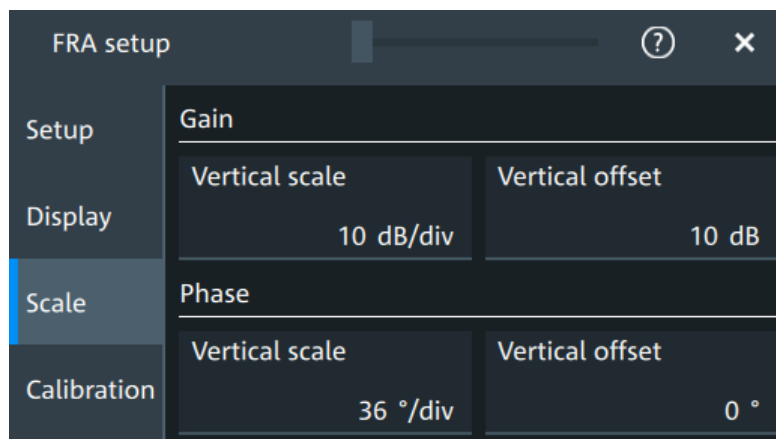 FRA setup ? ×
Setup
Display
Scale
Calibration
Gain
Vertical scale
10 dB/div
Vertical offset
10 dB
Phase
Vertical scale
36 °/div
Vertical offset
0 °